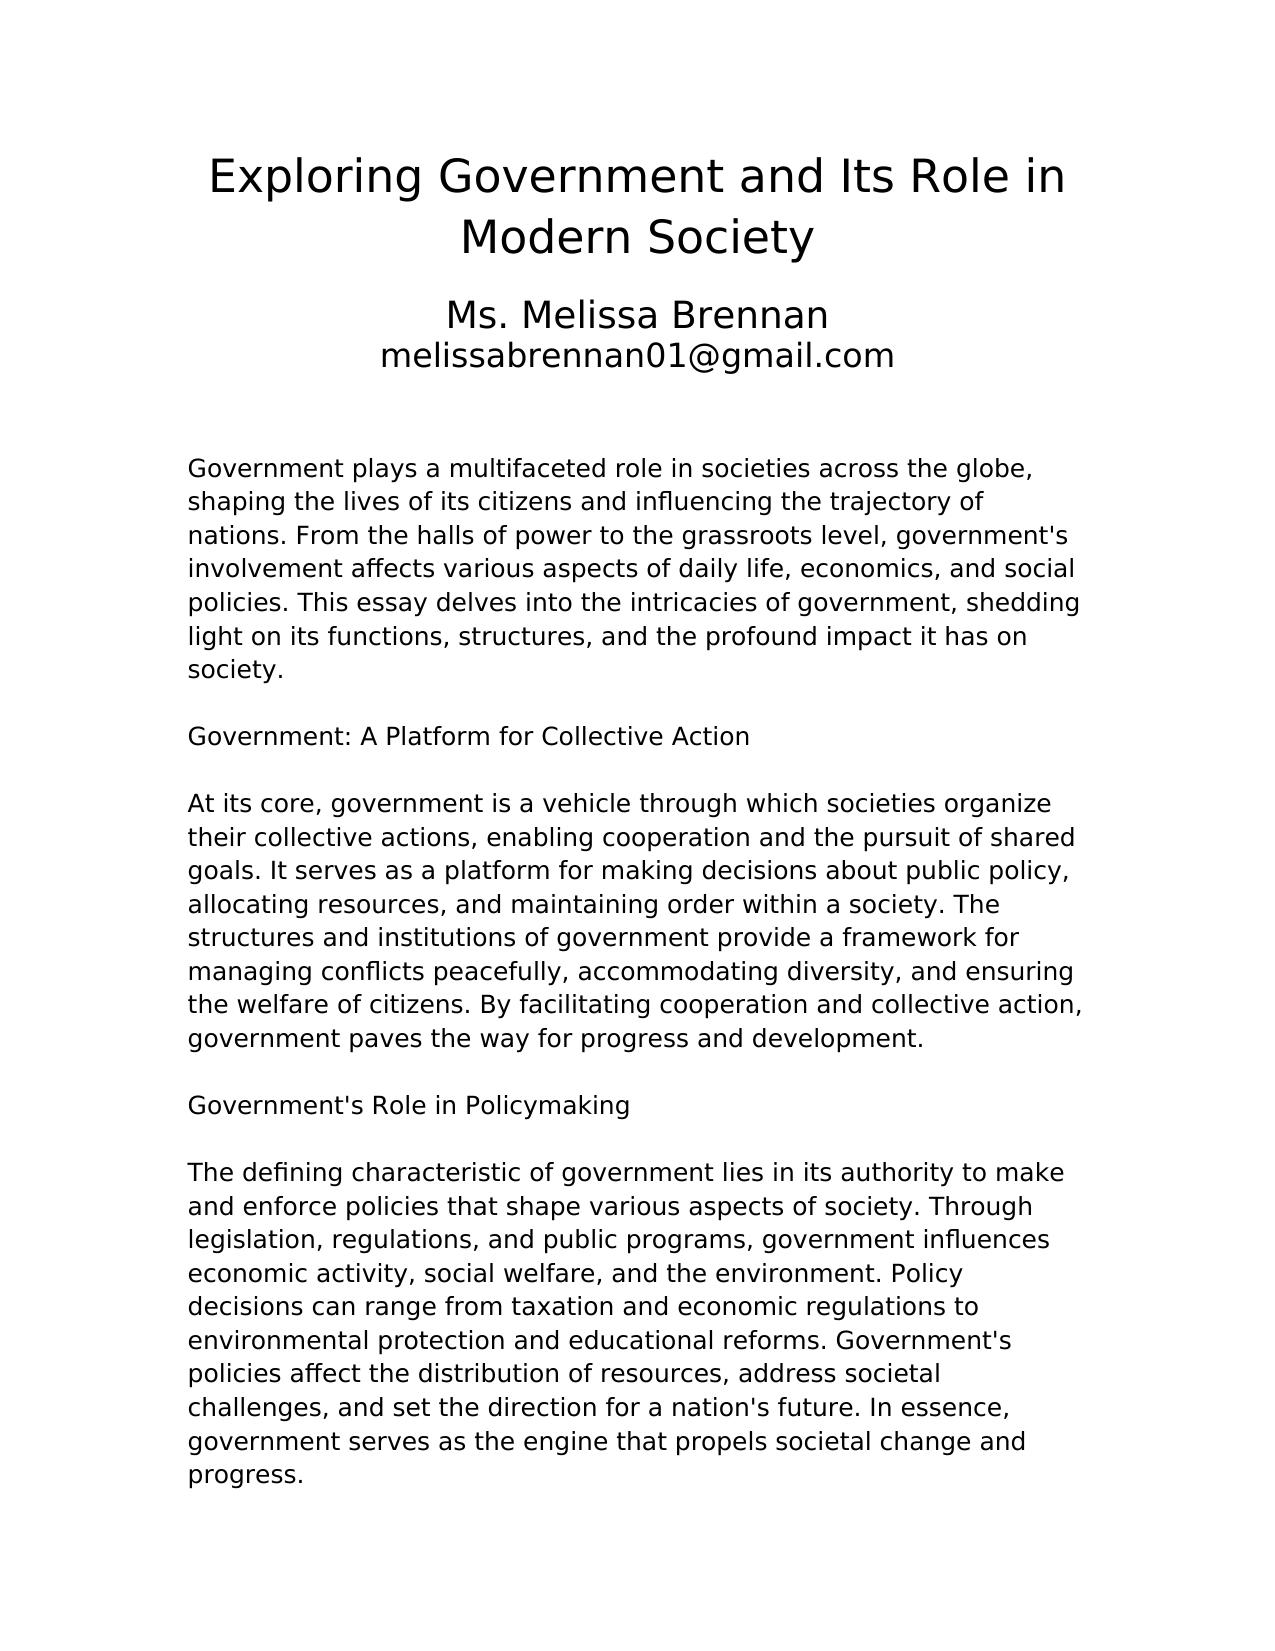 Exploring Government and Its Role in
Modern Society
Ms. Melissa Brennan
melissabrennan01@gmail.com
Government plays a multifaceted role in societies across the globe,
shaping the lives of its citizens and influencing the trajectory of
nations. From the halls of power to the grassroots level, government's
involvement affects various aspects of daily life, economics, and social
policies. This essay delves into the intricacies of government, shedding
light on its functions, structures, and the profound impact it has on
society.
Government: A Platform for Collective Action
At its core, government is a vehicle through which societies organize
their collective actions, enabling cooperation and the pursuit of shared
goals. It serves as a platform for making decisions about public policy,
allocating resources, and maintaining order within a society. The
structures and institutions of government provide a framework for
managing conflicts peacefully, accommodating diversity, and ensuring
the welfare of citizens. By facilitating cooperation and collective action,
government paves the way for progress and development.
Government's Role in Policymaking
The defining characteristic of government lies in its authority to make
and enforce policies that shape various aspects of society. Through
legislation, regulations, and public programs, government influences
economic activity, social welfare, and the environment. Policy
decisions can range from taxation and economic regulations to
environmental protection and educational reforms. Government's
policies affect the distribution of resources, address societal
challenges, and set the direction for a nation's future. In essence,
government serves as the engine that propels societal change and
progress.